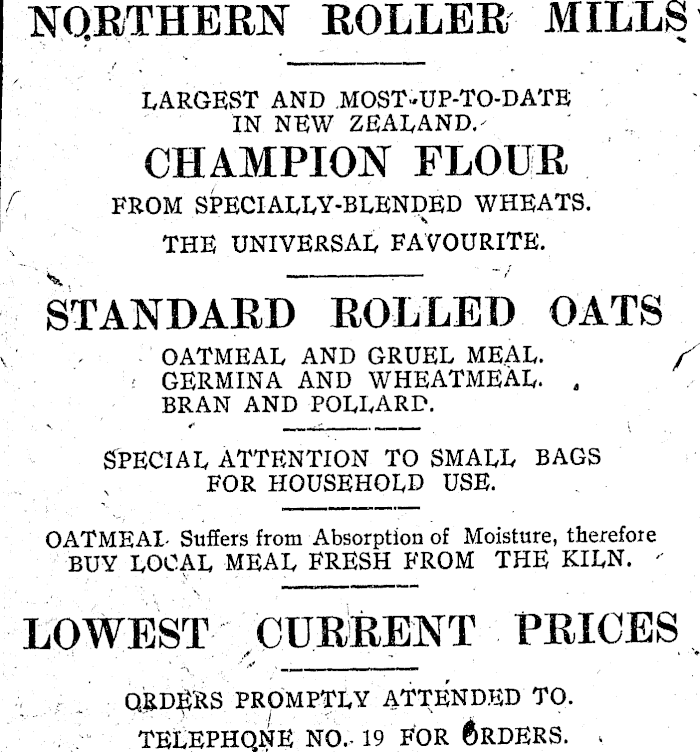 NORTHERN ROLLER MILLS
LARGEST AND MOST-UP-TO-DATE
IN NEW ZEALAND.
CHAMPION FLOUR
FROM SPECIALLY-BLENDED WHEATS.
THE UNIVERSAL FAVOURITE.
STANDARD ROLLED OATS
OATMEAL AND GRUEL MEAL.
GERMINA AND WHEATMEAL.
BRAN AND POLLARD.
SPECIAL ATTENTION TO SMALL BAGS
FOR HOUSEHOLD USE.
OATMEAL Suffers from Absorption of Moisture, therefore
BUY LOCAL MEAL FRESH FROM THE KILN.
LOWEST CURRENT PRICES
ORDERS PROMPTLY ATTENDED TO.
TELEPHONE NO. 19 FOR ORDERS.